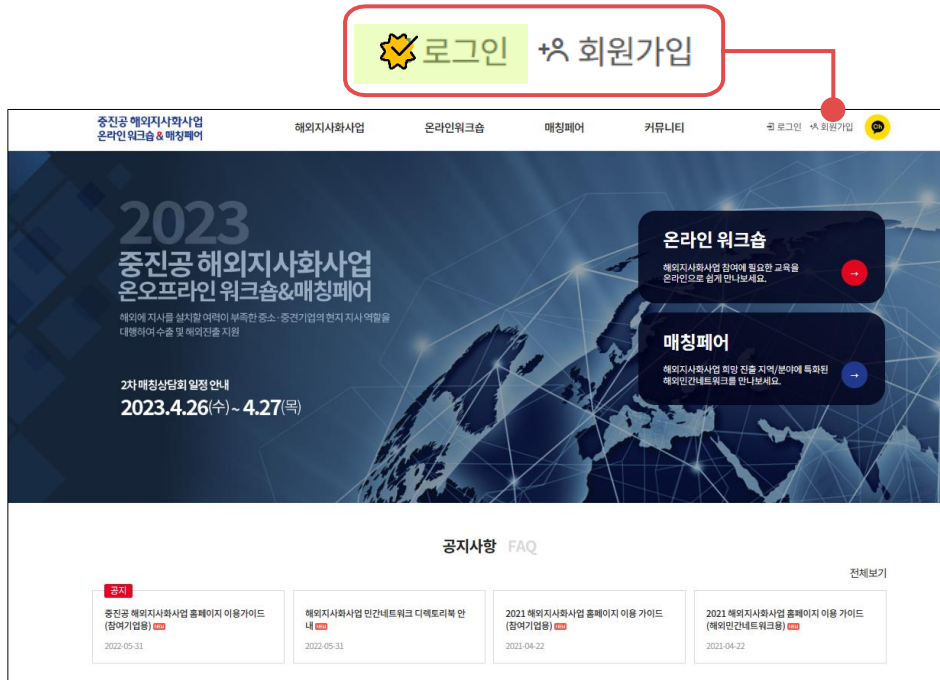 로그인 회원가입
중진공 해외지사화사업
온라인 워크숍 & 매칭페어
해외지사화사업 온라인워크숍 매칭페어 커뮤니티 로그인 회원가입 Ch
2023
중진공 해외지사화사업
온오프라인 워크숍&매칭페어
해외에 지사를 설치할 여력이 부족한 중소·중견기업의 현지 지사 역할을
대행하여 수출 및 해외진출 지원
2차 매칭상담회 일정 안내
2023.4.26(수) ~ 4.27(목)
온라인 워크숍
해외지사화사업 참여에 필요한 교육을
온라인으로 쉽게 만나보세요.
매칭페어
해외지사화사업 희망 진출 지역/분야에 특화된
해외민간네트워크를 만나보세요.
공지사항 FAQ
전체보기
공지
중진공 해외지사화사업 홈페이지 이용가이드
(참여기업용) NEW
2022-05-31
해외지사화사업 민간네트워크 디렉토리북 안
내 NEW
2022-05-31
2021 해외지사화사업 홈페이지 이용 가이드
(참여기업용) NEW
2021-04-22
2021 해외지사화사업 홈페이지 이용 가이드
(해외민간네트워크용) NEW
2021-04-22